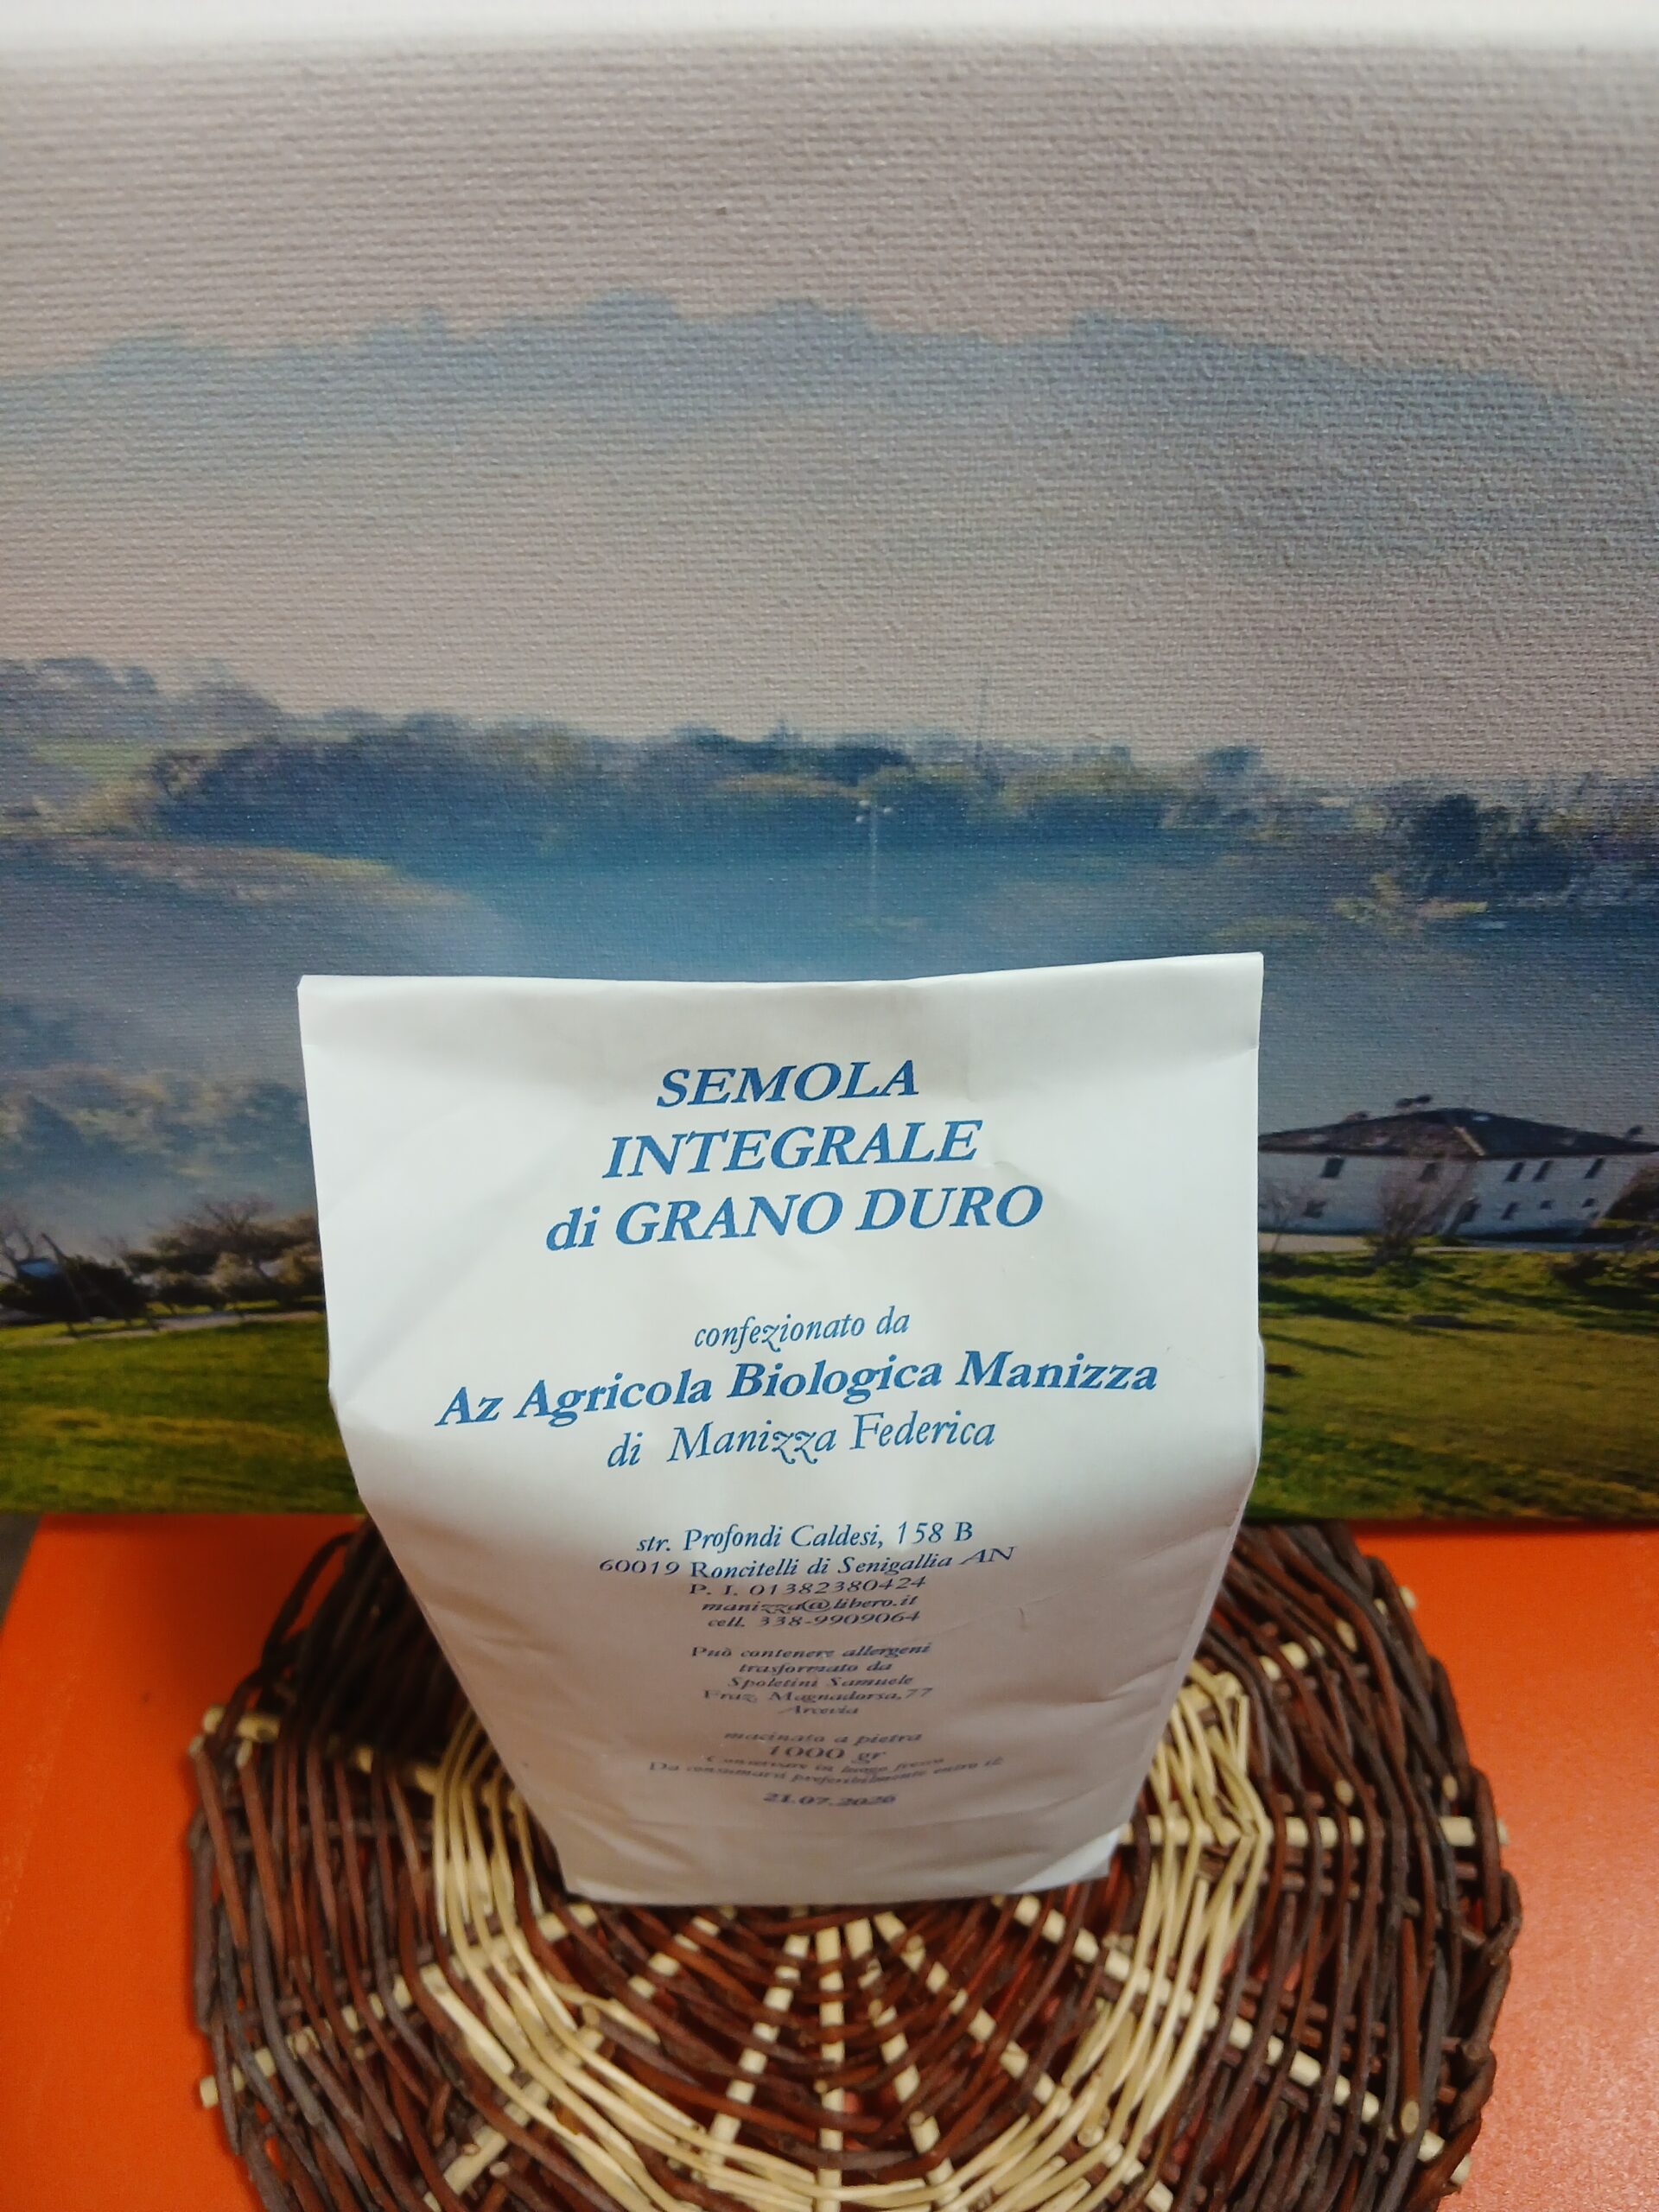 SEMOLA
INTEGRALE
di GRANO DURO
confezionato da
Az Agricola Biologica Manizza
di Manizza Federica
str. Profondi Caldesi, 158 B
60019 Roncitelli di Senigallia AN
P. I. 01382380424
manizza@libero.it
cell. 338-9909064
Può contenere allergeni
trasformato da
Spoletini Samuele
Fraz. Magnadorsa,77
Arcevia
macinato a pietra
1000 gr
Conservare in luogo fresco
Da consumarsi preferibilmente entro il:
21.07.2026